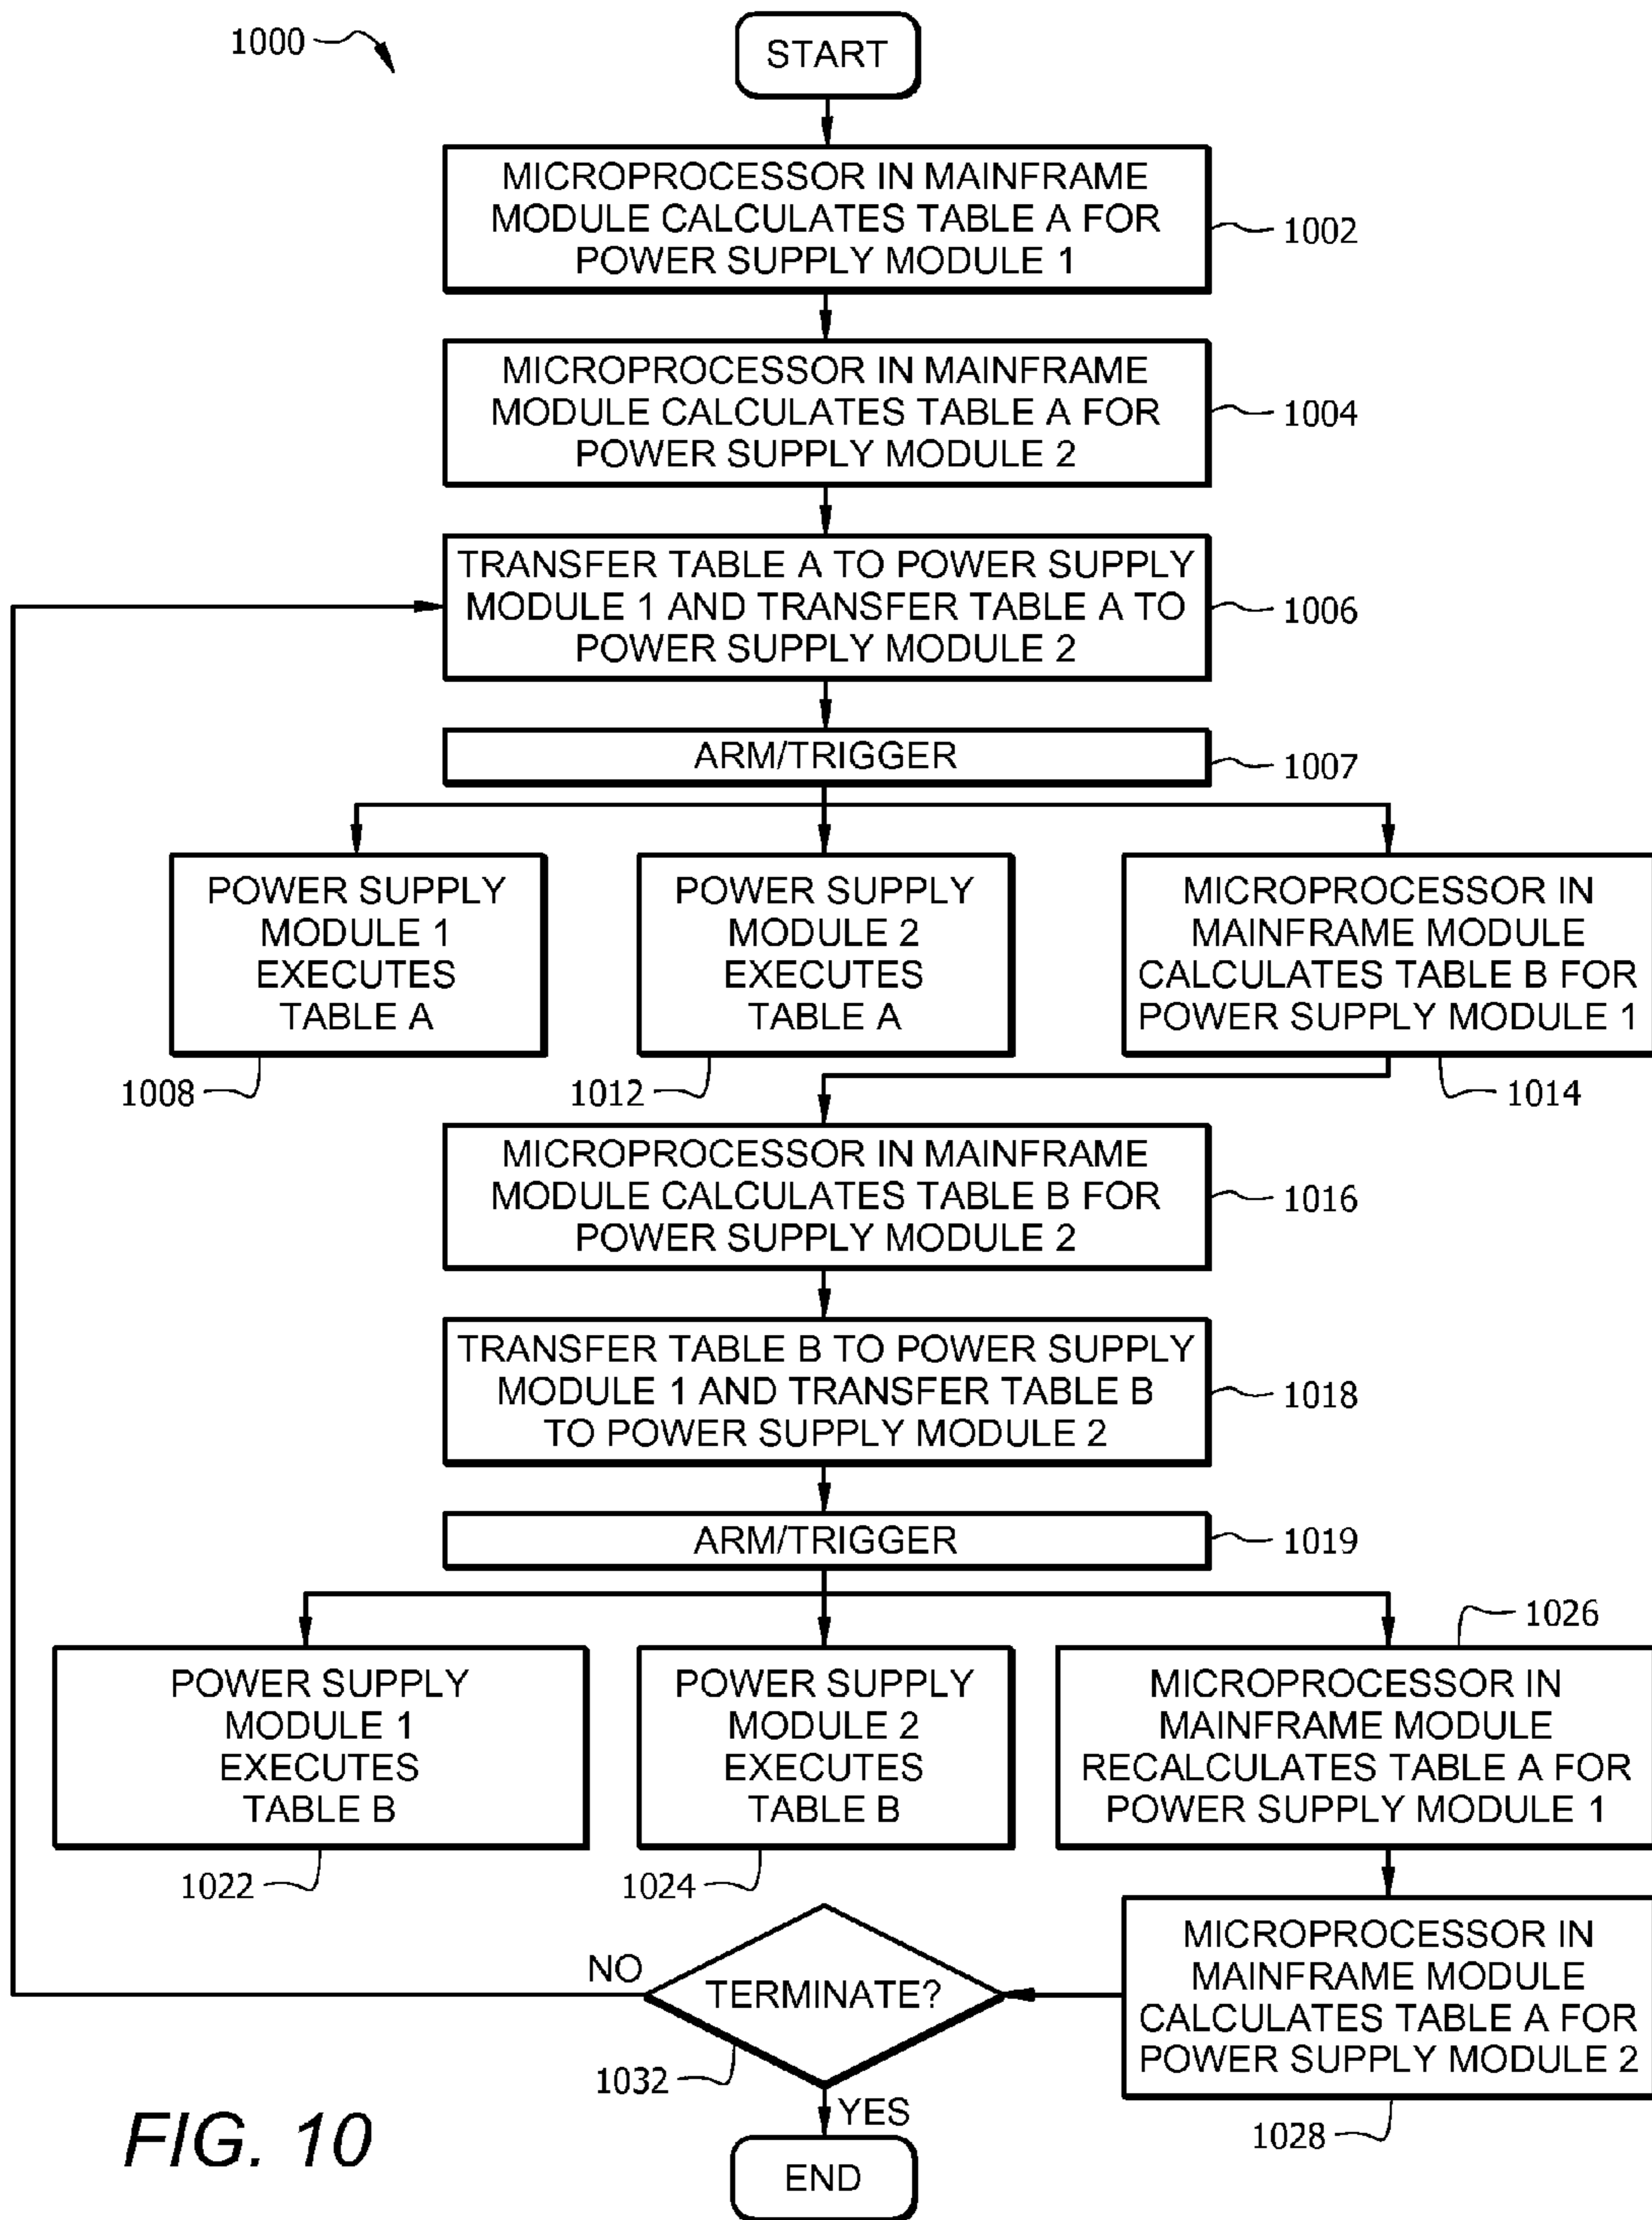 1000
START
MICROPROCESSOR IN MAINFRAME
MODULE CALCULATES TABLE A FOR
POWER SUPPLY MODULE 1
1002
MICROPROCESSOR IN MAINFRAME
MODULE CALCULATES TABLE A FOR
POWER SUPPLY MODULE 2
1004
TRANSFER TABLE A TO POWER SUPPLY
MODULE 1 AND TRANSFER TABLE A TO
POWER SUPPLY MODULE 2
1006
ARM/TRIGGER
1007
POWER SUPPLY
MODULE 1
EXECUTES
TABLE A
1008
POWER SUPPLY
MODULE 2
EXECUTES
TABLE A
1012
MICROPROCESSOR IN
MAINFRAME MODULE
CALCULATES TABLE B FOR
POWER SUPPLY MODULE 1
1014
MICROPROCESSOR IN MAINFRAME
MODULE CALCULATES TABLE B FOR
POWER SUPPLY MODULE 2
1016
TRANSFER TABLE B TO POWER SUPPLY
MODULE 1 AND TRANSFER TABLE B
TO POWER SUPPLY MODULE 2
1018
ARM/TRIGGER
1019
POWER SUPPLY
MODULE 1
EXECUTES
TABLE B
1022
POWER SUPPLY
MODULE 2
EXECUTES
TABLE B
1024
1026
MICROPROCESSOR IN
MAINFRAME MODULE
RECALCULATES TABLE A FOR
POWER SUPPLY MODULE 1
MICROPROCESSOR IN
MAINFRAME MODULE
CALCULATES TABLE A FOR
POWER SUPPLY MODULE 2
1028
NO
TERMINATE?
1032
YES
END
FIG. 10